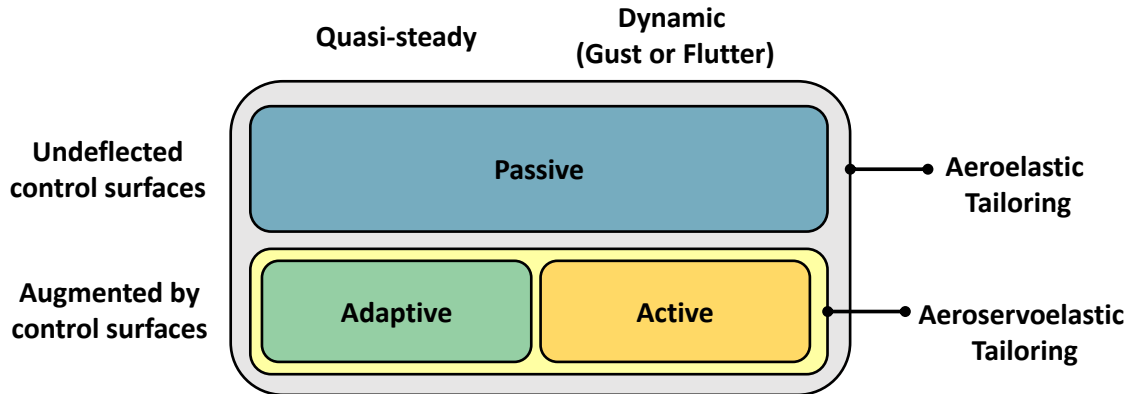 Quasi-steady
Dynamic
(Gust or Flutter)
Undeflected
control surfaces
Passive
Aeroelastic
Tailoring
Augmented by
control surfaces
Adaptive
Active
Aeroservoelastic
Tailoring